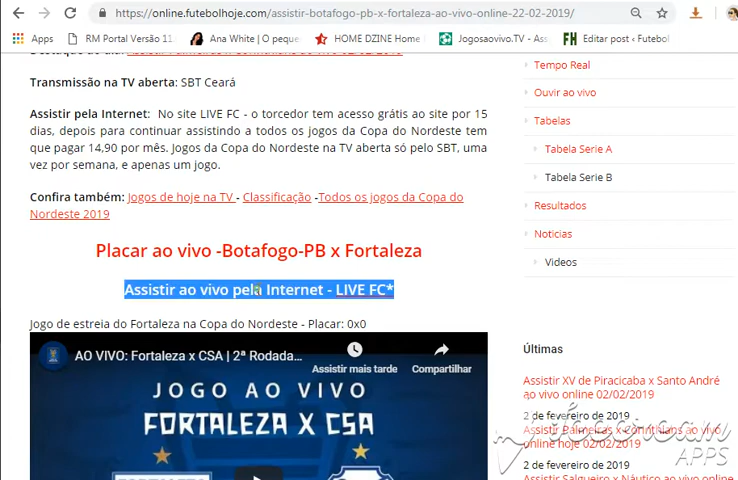 https://online.futebolhoje.com/assistir-botafogo-pb-x-fortaleza-ao-vivo-online-22-02-2019/
Apps
RM Portal Versão 11.
Ana White | O peque
HOME DZINE Home
Jogosaovivo.TV - Ass
Editar post ‹ Futebol
Transmissão na TV aberta: SBT Ceará
Assistir pela Internet: No site LIVE FC - o torcedor tem acesso grátis ao site por 15
dias, depois para continuar assistindo a todos os jogos da Copa do Nordeste tem
que pagar 14,90 por mês. Jogos da Copa do Nordeste na TV aberta só pelo SBT, uma
vez por semana, e apenas um jogo.
Confira também: Jogos de hoje na TV - Classificação -Todos os jogos da Copa do
Nordeste 2019
Placar ao vivo -Botafogo-PB x Fortaleza
Assistir ao vivo pela Internet - LIVE FC*
Jogo de estreia do Fortaleza na Copa do Nordeste - Placar: 0x0
AO VIVO: Fortaleza x CSA | 2ª Rodada...
Assistir mais tarde
Compartilhar
JOGO AO VIVO
FORTALEZA X CSA
Tempo Real
Ouvir ao vivo
Tabelas
Tabela Serie A
Tabela Serie B
Resultados
Noticias
Videos
Últimas
Assistir XV de Piracicaba x Santo André
ao vivo online 02/02/2019
2 de fevereiro de 2019
Assistir Palmeiras x Corinthians ao vivo
online hoje 02/02/2019
2 de fevereiro de 2019
Assistir Salgueiro x Náutico ao vivo online
APPS